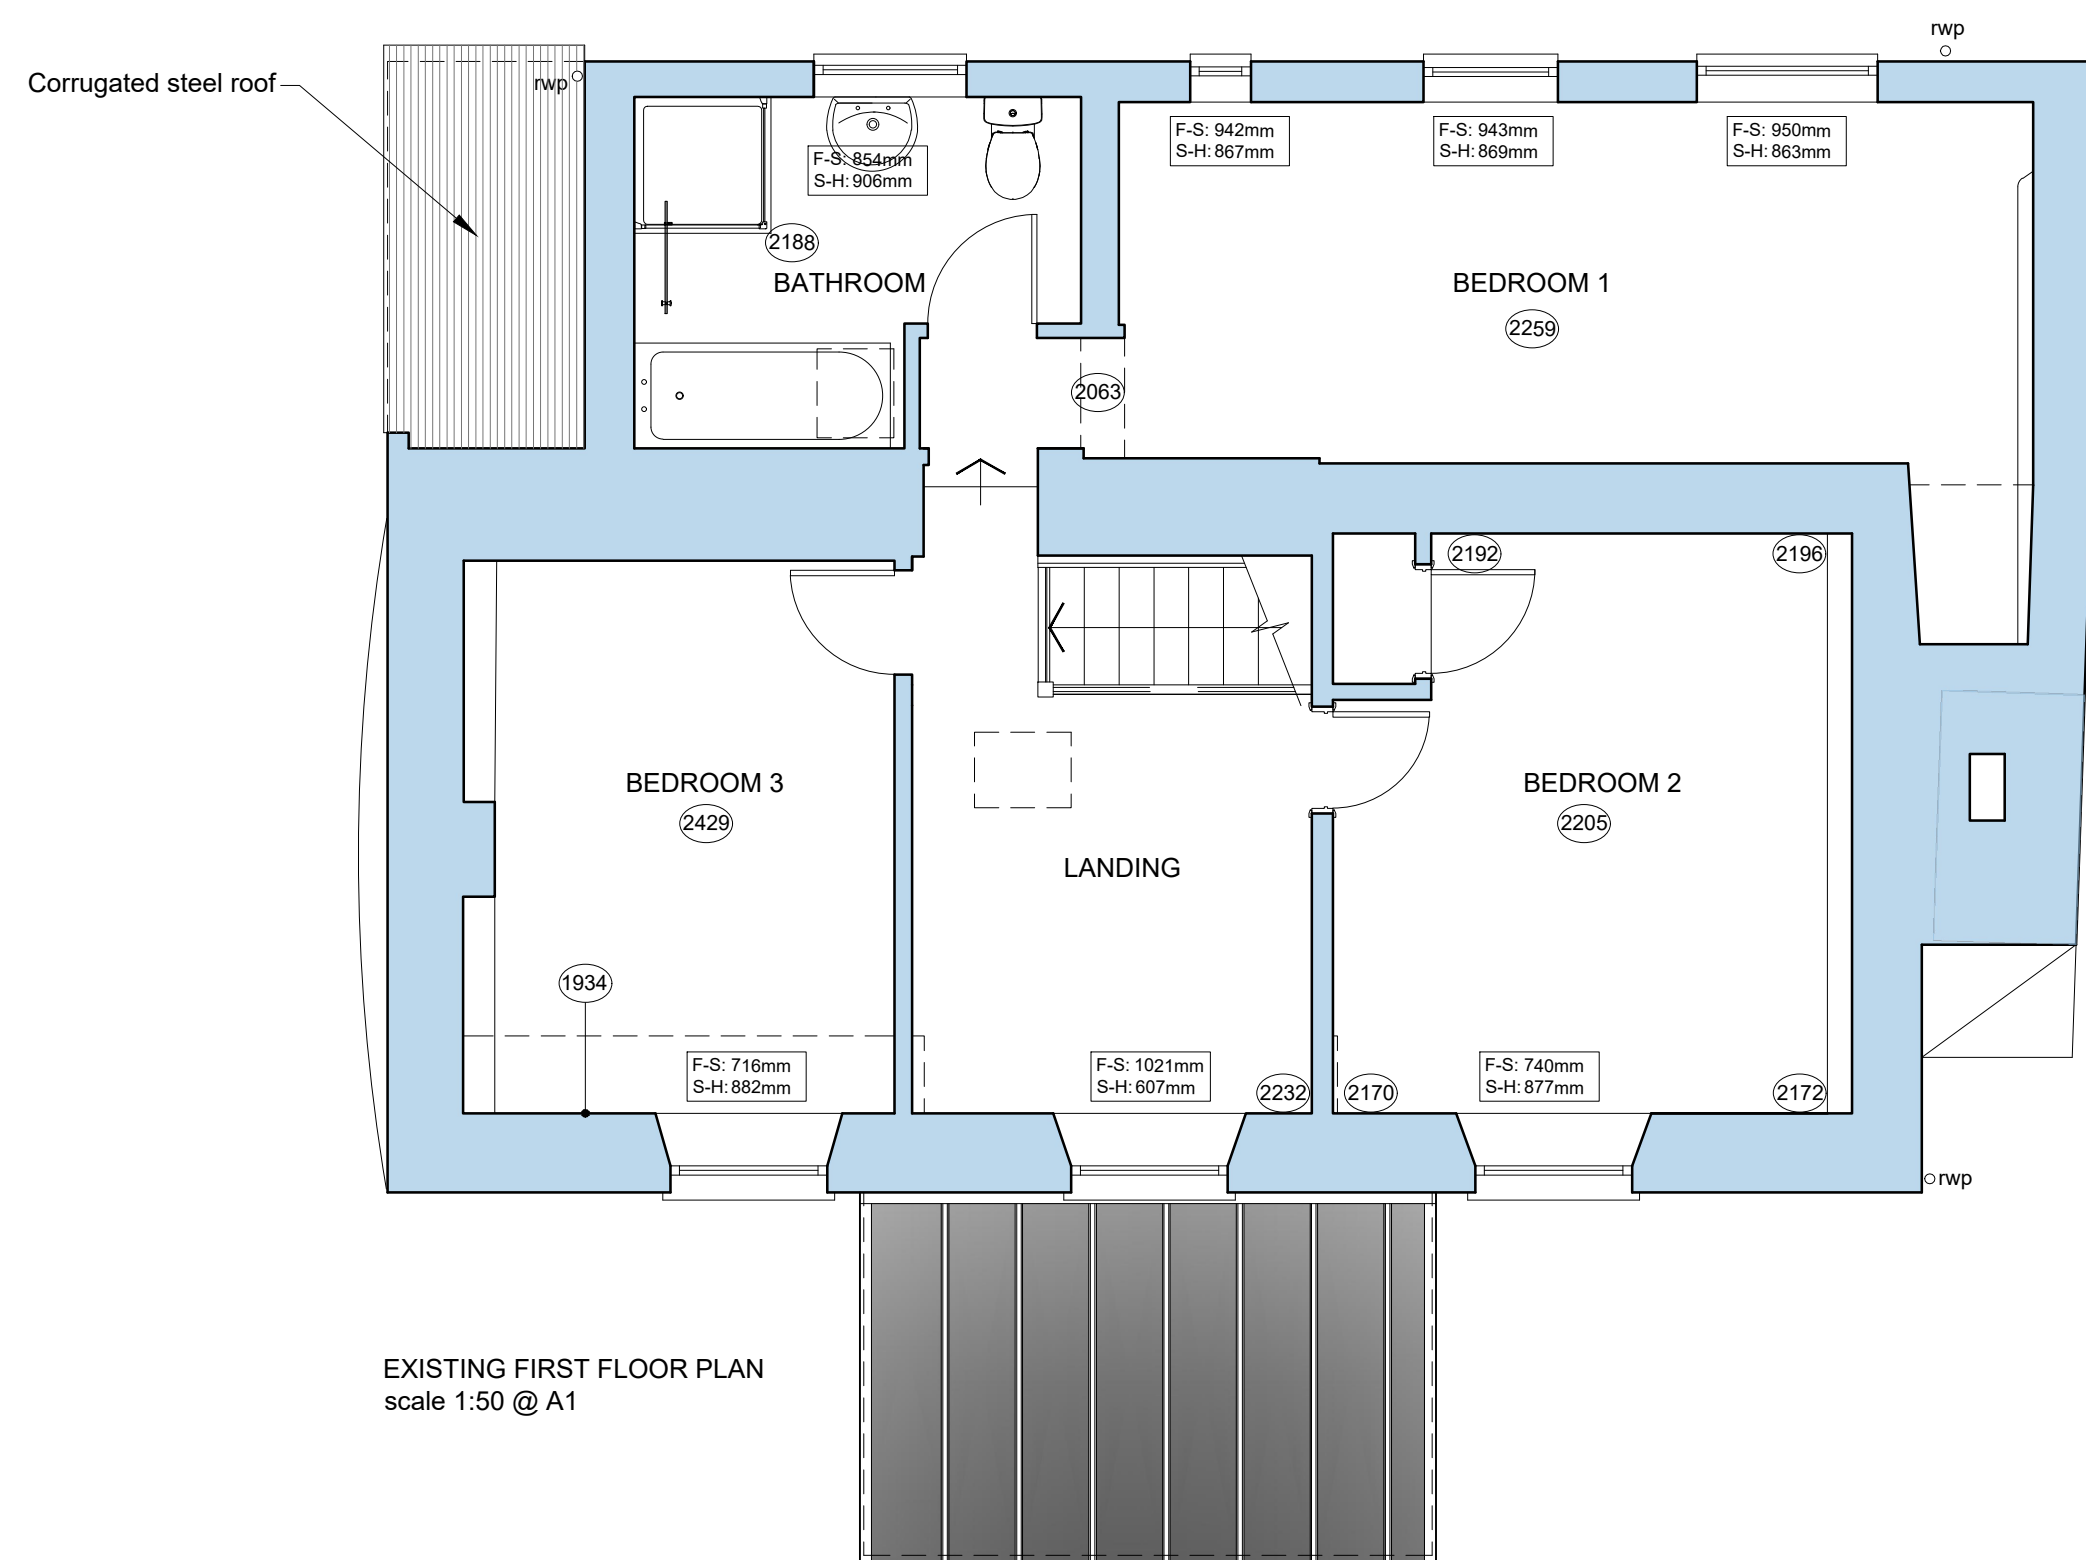 rwp
Corrugated steel roof
rwp
F-S: 942mm
S-H: 867mm
F-S: 943mm
S-H: 869mm
F-S: 950mm
S-H: 863mm
F-S: 854mm
S-H: 906mm
2188
BATHROOM
BEDROOM 1
2259
2063
2192
2196
BEDROOM 3
2429
BEDROOM 2
2205
LANDING
1934
F-S: 716mm
S-H: 882mm
F-S: 1021mm
S-H: 607mm
2232
2170
F-S: 740mm
S-H: 877mm
2172
rwp
EXISTING FIRST FLOOR PLAN
scale 1:50 @ A1